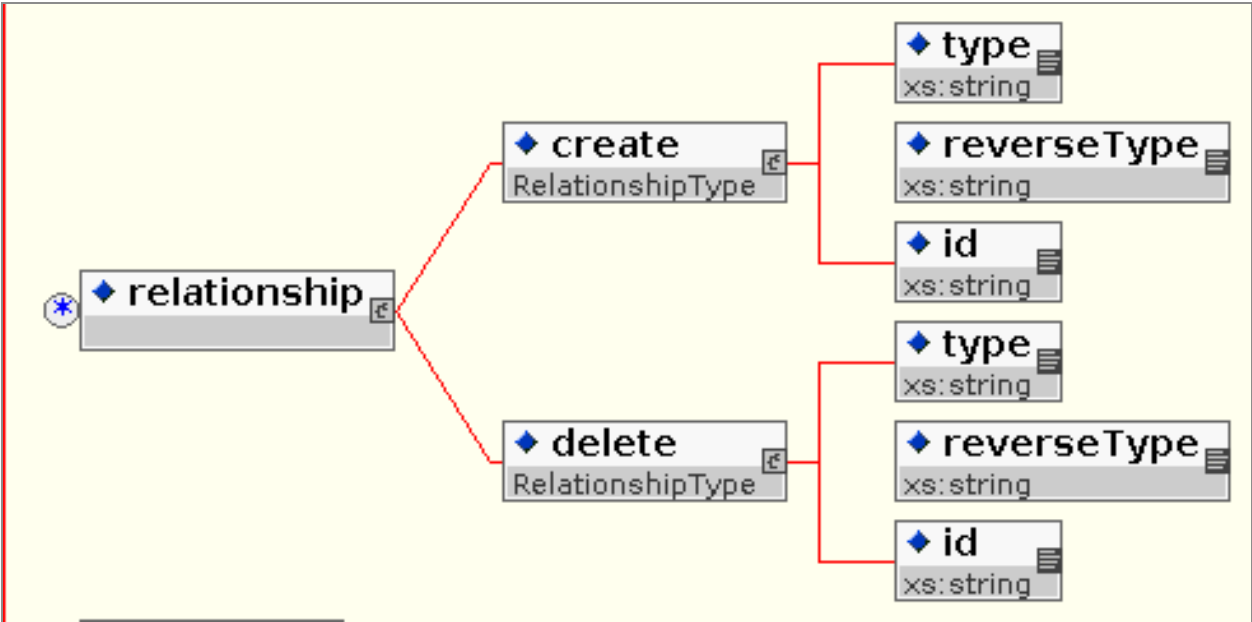 type
xs:string
create
RelationshipType
reverseType
xs:string
id
xs:string
relationship
type
xs:string
delete
RelationshipType
reverseType
xs:string
id
xs:string